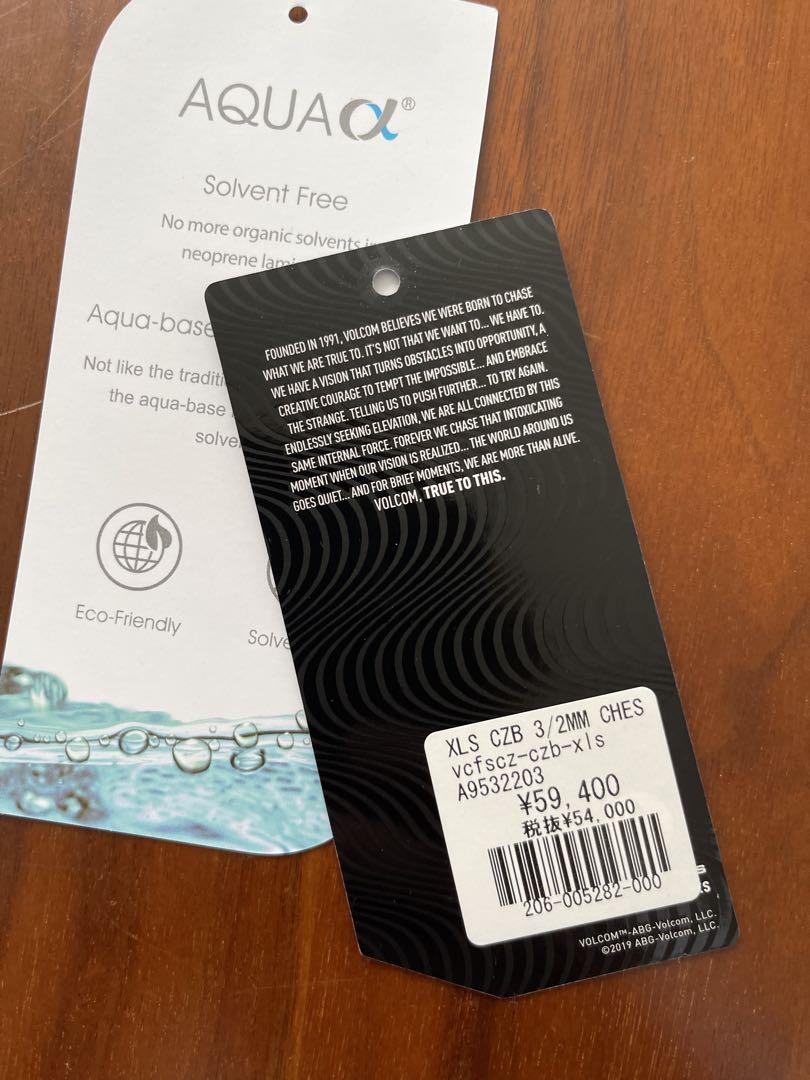 AQUA α®
Solvent Free
No more organic solvents
neoprene
Aqua-base
Not like the
the aqua-base
Eco-Friendly
FOUNDED IN 1991, VOLCOM BELIEVES WE WERE BORN TO CHASE
WHAT WE ARE TRUE TO. IT'S NOT THAT WE WANT TO... WE HAVE TO.
WE HAVE A VISION THAT TURNS OBSTACLES INTO OPPORTUNITY, A
CREATIVE COURAGE TO TEMPT THE IMPOSSIBLE... AND EMBRACE
THE STRANGE. TELLING US TO PUSH FURTHER... TO TRY AGAIN.
ENDLESSLY SEEKING ELEVATION, WE ARE ALL CONNECTED BY THIS
SAME INTERNAL FORCE. FOREVER WE CHASE THAT INTOXICATING
MOMENT WHEN OUR VISION IS REALIZED... THE WORLD AROUND US
GOES QUIET... AND FOR BRIEF MOMENTS, WE ARE MORE THAN ALIVE.
VOLCOM, TRUE TO THIS.
XLS CZB 3/2MM CHES
vcfscz-czb-xls
A9532203
¥59,400
税抜¥54,000
206-005282-000
VOLCOM™-ABG-Volcom, LLC.
©2019 ABG-Volcom, LLC.